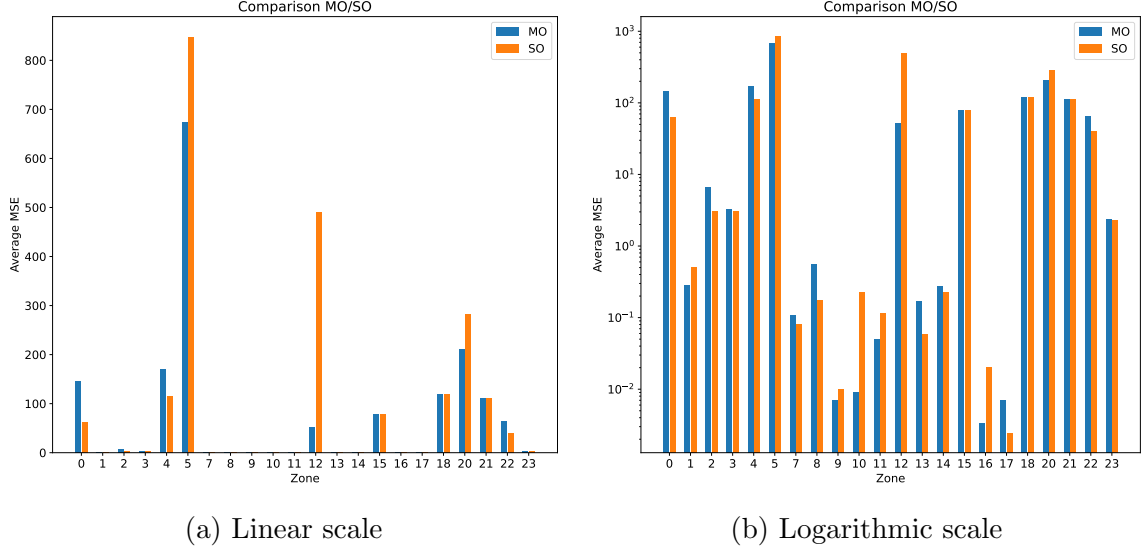 Comparison MO/SO
MO
SO
Average MSE
800
700
600
500
400
300
200
100
0
0 1 2 3 4 5 7 8 9 10 11 12 13 14 15 16 17 18 20 21 22 23
Zone
(a) Linear scale
Comparison MO/SO
MO
SO
Average MSE
10³
10²
10¹
10⁰
10⁻¹
10⁻²
0 1 2 3 4 5 7 8 9 10 11 12 13 14 15 16 17 18 20 21 22 23
Zone
(b) Logarithmic scale